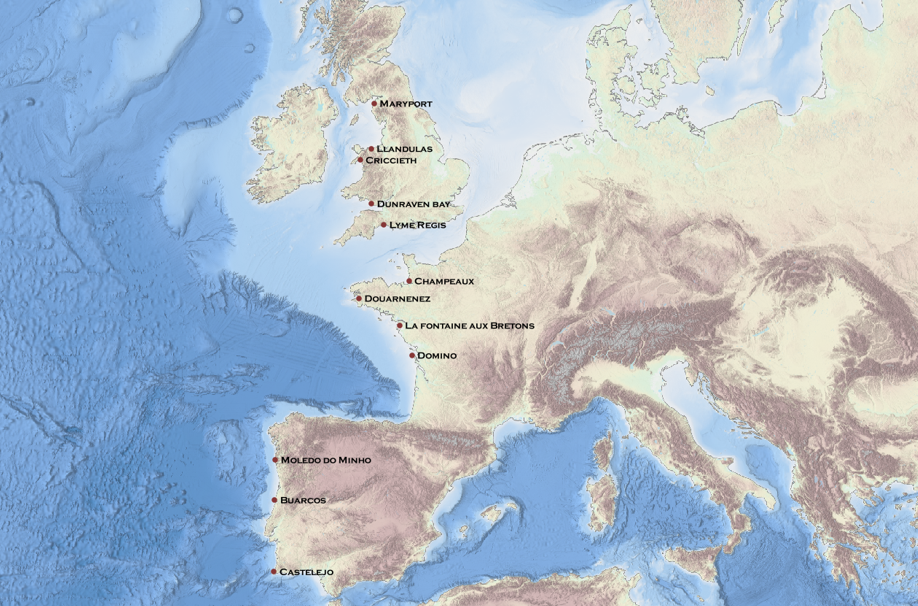 Maryport
Llandulas
Criccieth
Dunraven bay
Lyme Regis
Champeaux
Douarnenez
La fontaine aux Bretons
Domino
Moledo do Minho
Buarcos
Castelejo